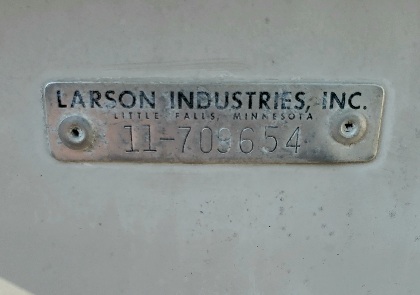 LARSON INDUSTRIES, INC.
LITTLE FALLS, MINNESOTA
11-709654